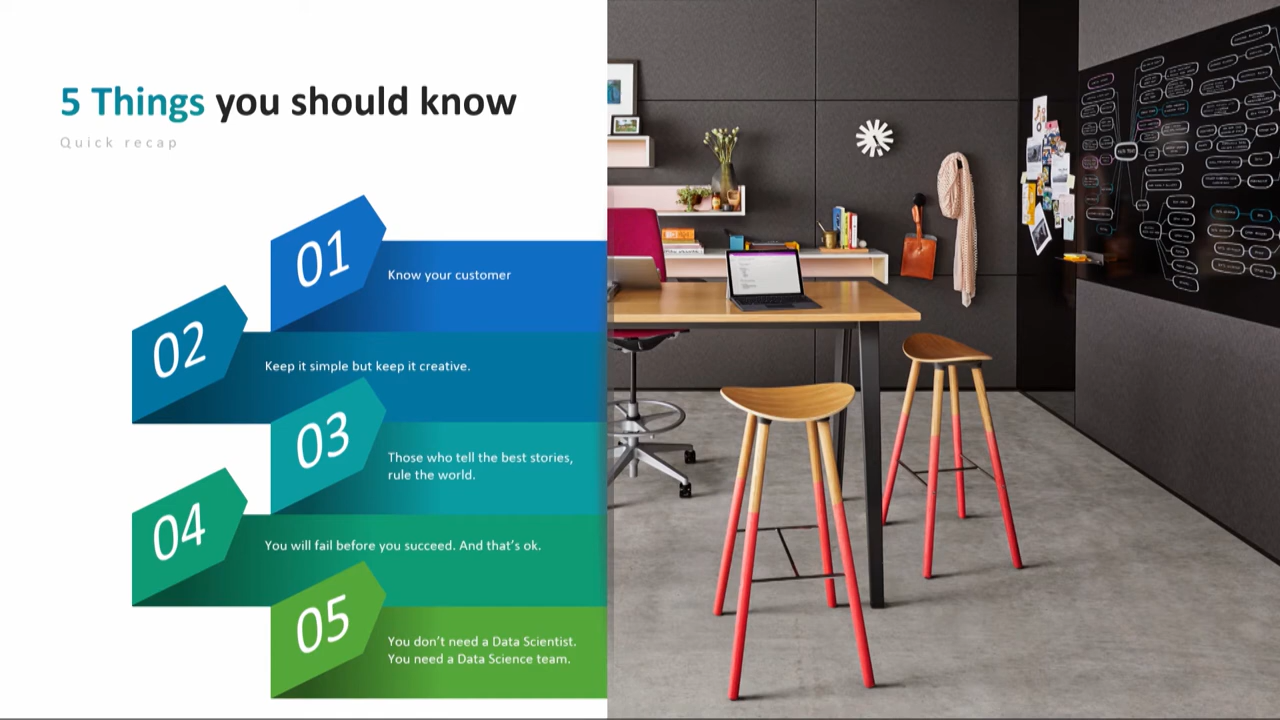 5 Things you should know
Quick recap
01
Know your customer
02
Keep it simple but keep it creative.
03
Those who tell the best stories,
rule the world.
04
You will fail before you succeed. And that's ok.
05
You don't need a Data Scientist.
You need a Data Science team.